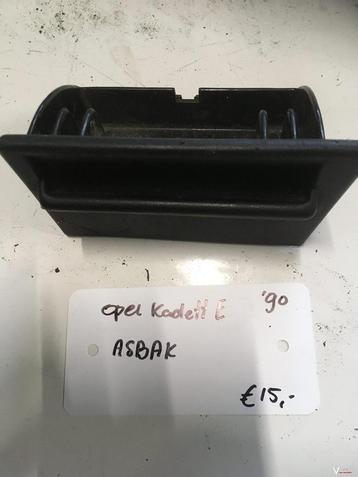 opel Kadett E '90
ASBAK
€15,-